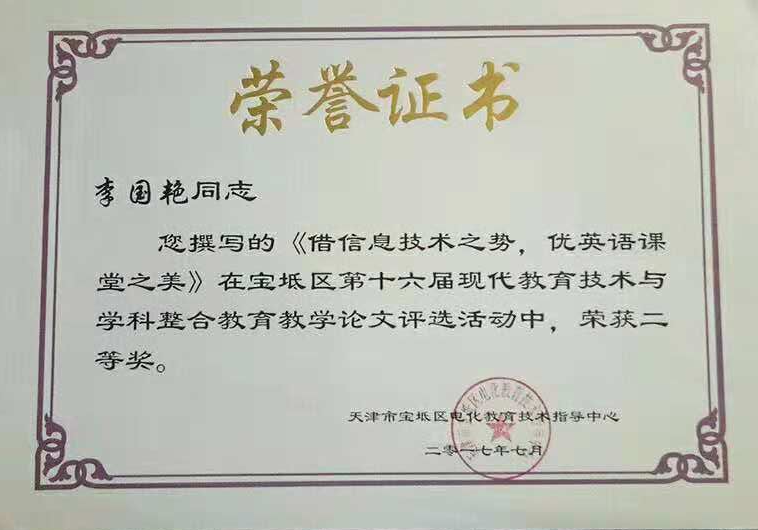 荣誉证书
李国艳同志
您撰写的《借信息技术之势，优英语课
堂之美》在宝坻区第十六届现代教育技术与
学科整合教育教学论文评选活动中，荣获二
等奖。
天津市宝坻区电化教育技术指导中心
二零一七年七月